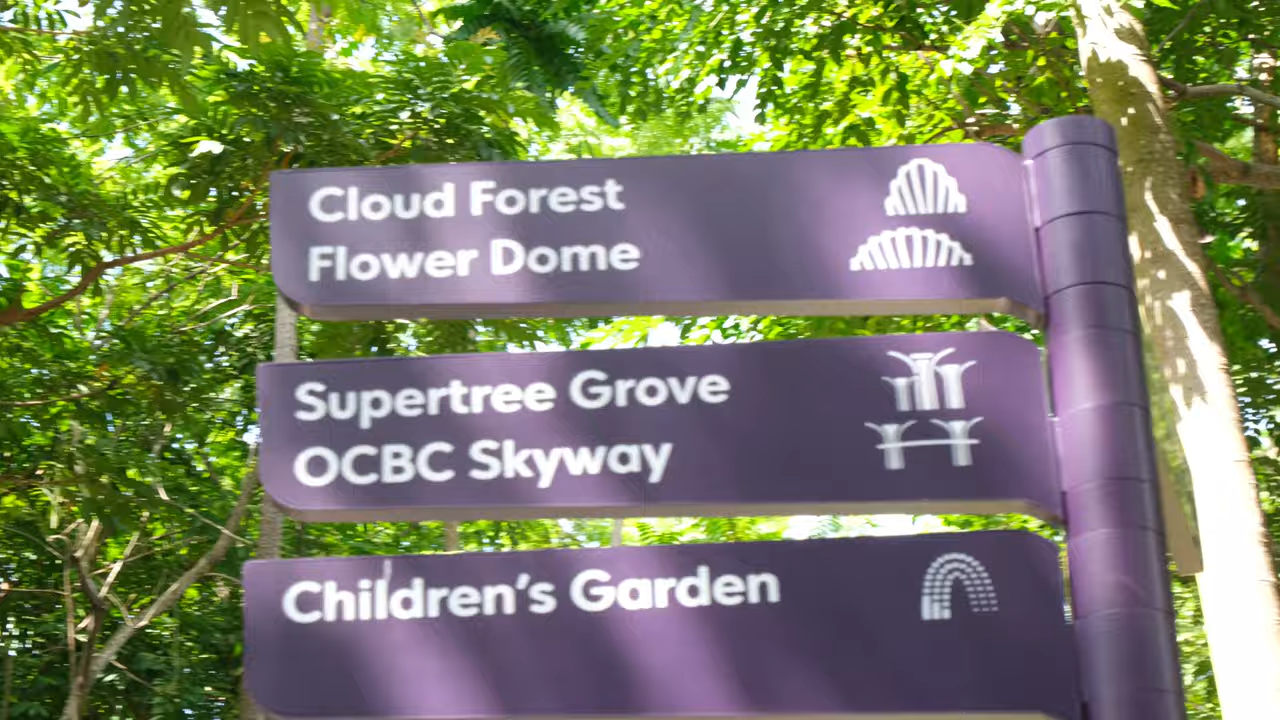 Cloud Forest
Flower Dome
Supertree Grove
OCBC Skyway
Children's Garden